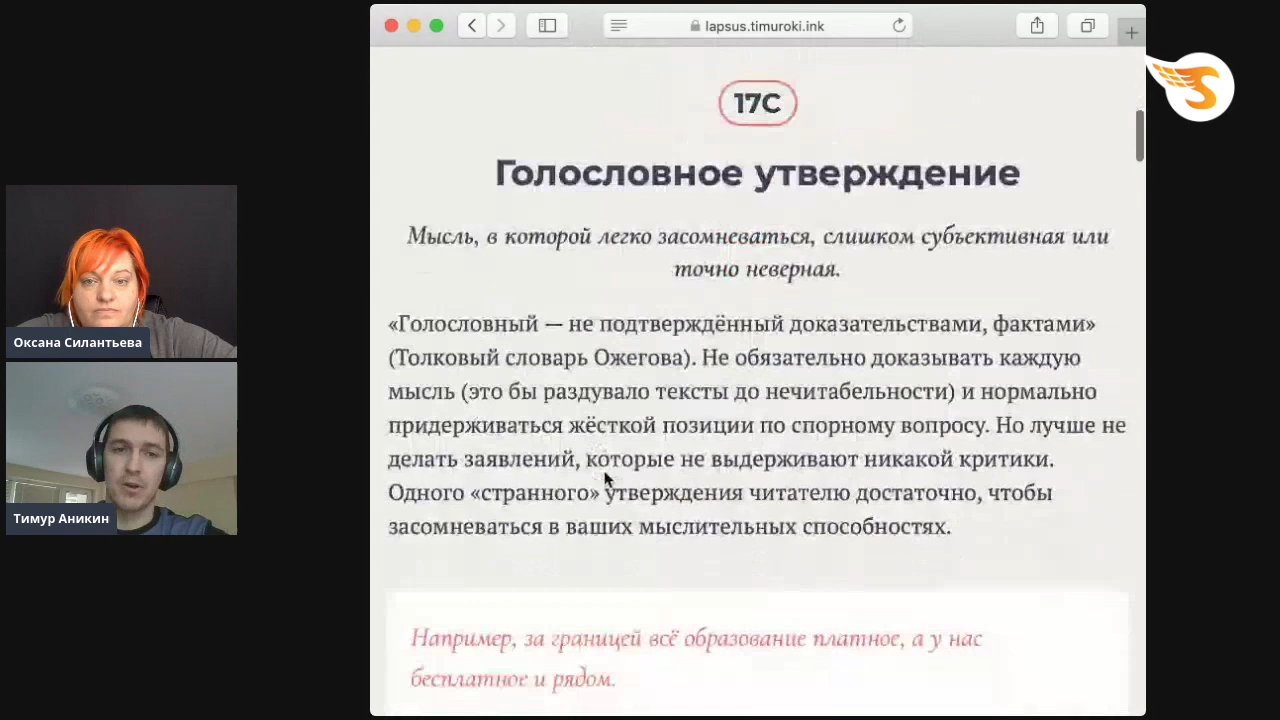 lapsus.timuroki.ink
17С
Голословное утверждение
Мысль, в которой легко засомневаться, слишком субъективная или
точно неверная.
«Голословный — не подтверждённый доказательствами, фактами»
(Толковый словарь Ожегова). Не обязательно доказывать каждую
мысль (это бы раздувало тексты до нечитабельности) и нормально
придерживаться жёсткой позиции по спорному вопросу. Но лучше не
делать заявлений, которые не выдерживают никакой критики.
Одного «странного» утверждения читателю достаточно, чтобы
засомневаться в ваших мыслительных способностях.
Например, за границей всё образование платное, а у нас
бесплатное и рядом.
Оксана Силантьева
Тимур Аникин